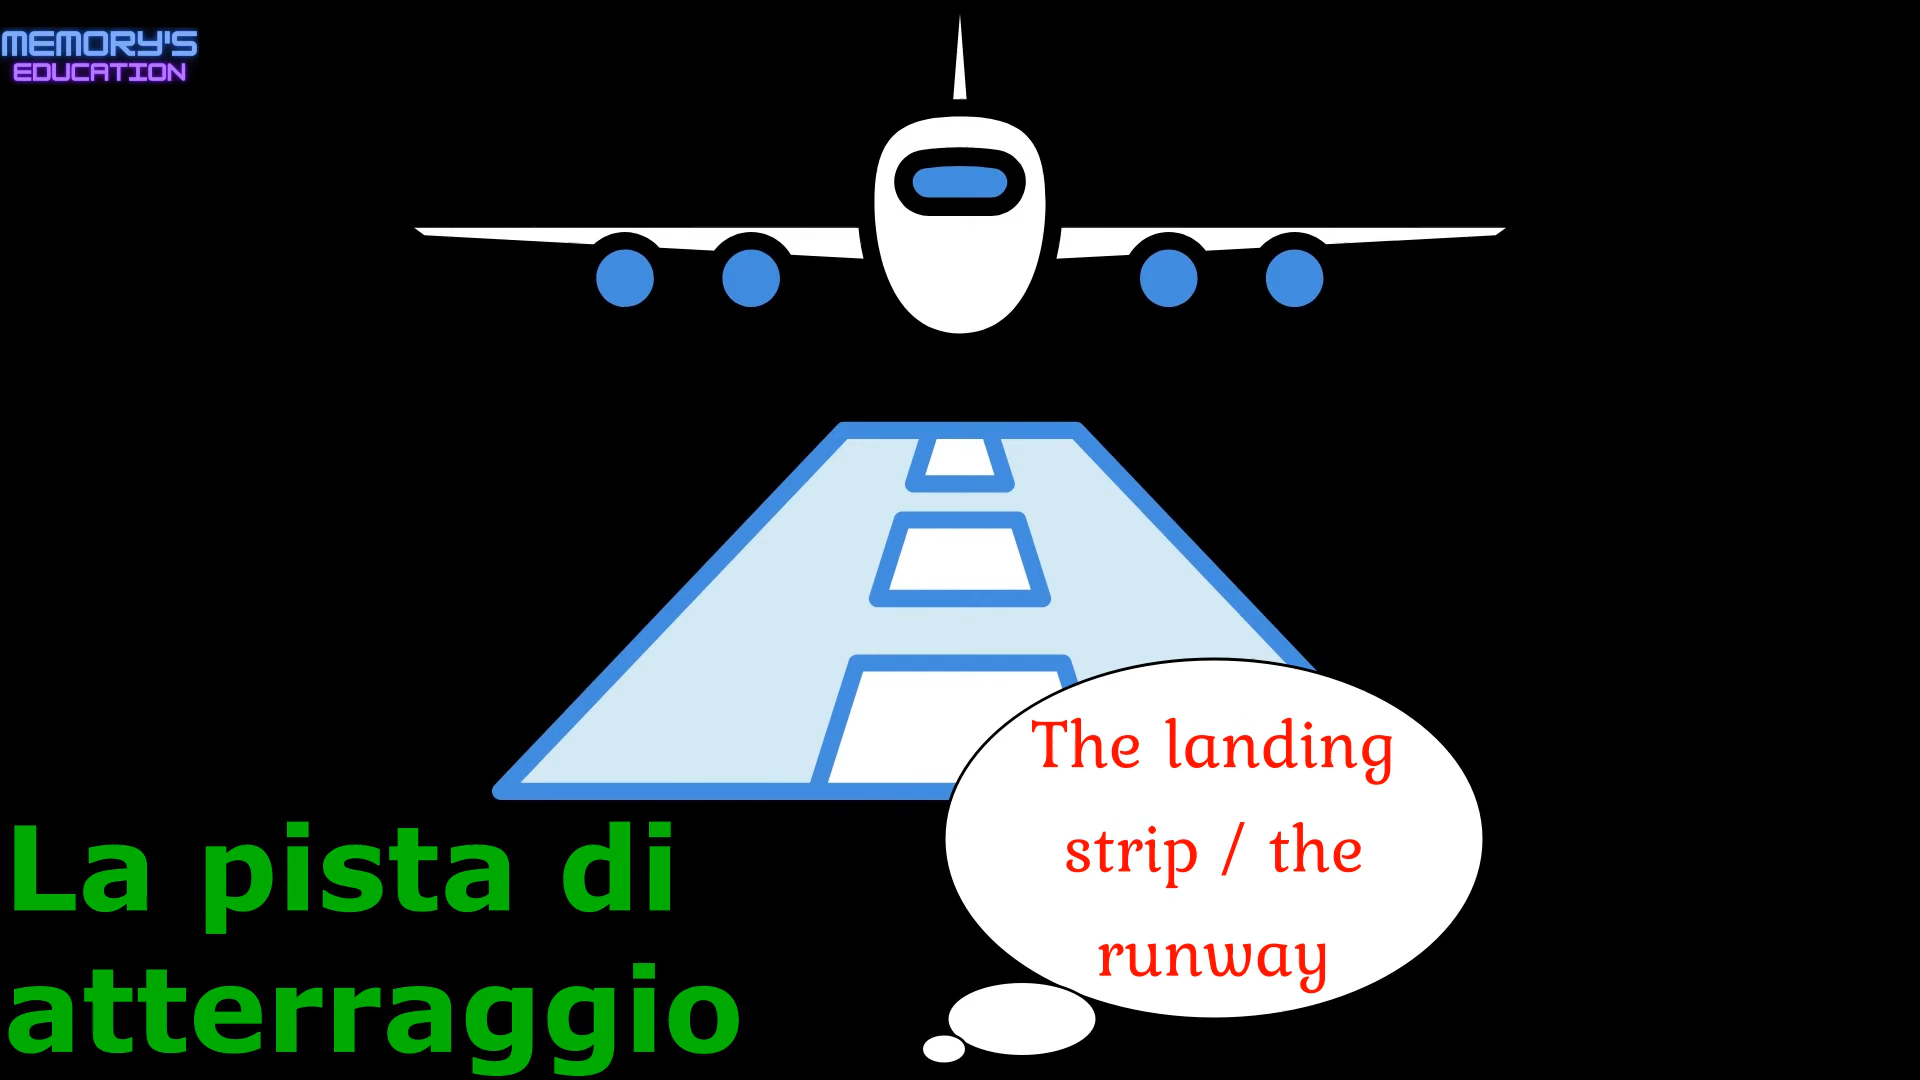 MEMORY'S
EDUCATION
The landing
strip / the
runway
La pista di
atterraggio